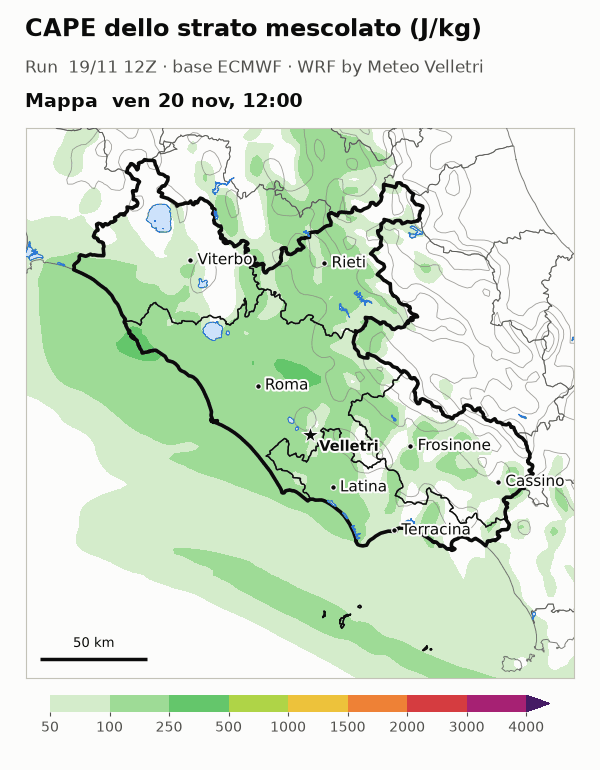 CAPE dello strato mescolato (J/kg)
Run  19/11 12Z · base ECMWF · WRF by Meteo Velletri
Mappa  ven 20 nov, 12:00
Viterbo
Rieti
Roma
Velletri
Frosinone
Latina
Cassino
Terracina
50 km
50 100 250 500 1000 1500 2000 3000 4000